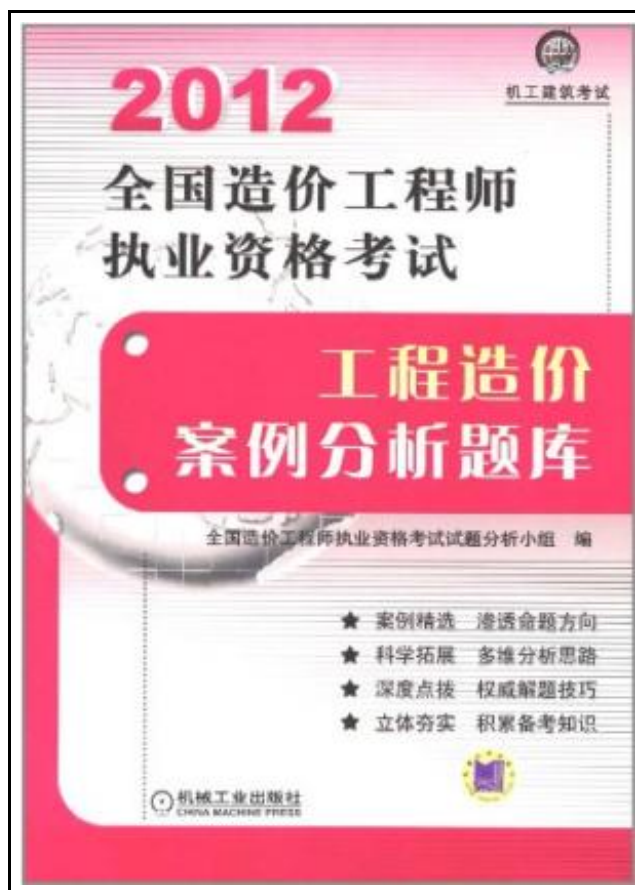 机工建筑考试
2012
全国造价工程师
执业资格考试
工程造价
案例分析题库
全国造价工程师执业资格考试试题分析小组 编
★ 案例精选 渗透命题方向
★ 科学拓展 多维分析思路
★ 深度点拨 权威解题技巧
★ 立体夯实 积累备考知识
机械工业出版社
CHINA MACHINE PRESS